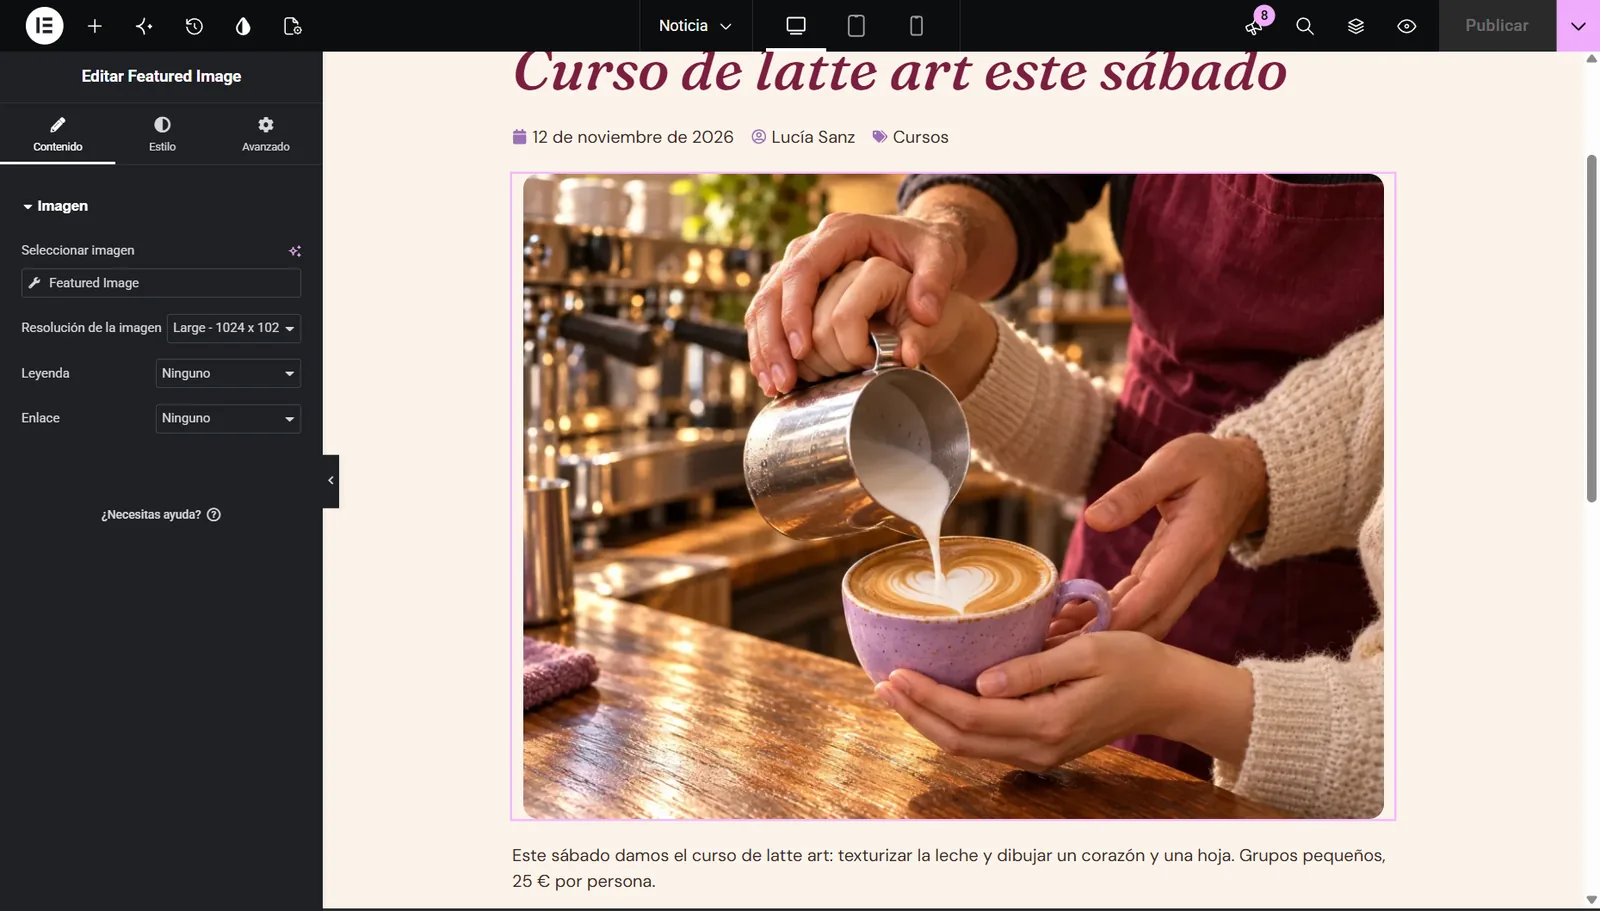 Noticia
8
Publicar
Editar Featured Image
Contenido
Estilo
Avanzado
Imagen
Seleccionar imagen
Featured Image
Resolución de la imagen
Large - 1024 x 102
Leyenda
Ninguno
Enlace
Ninguno
¿Necesitas ayuda?
Curso de latte art este sábado
12 de noviembre de 2026 Lucía Sanz Cursos
Este sábado damos el curso de latte art: texturizar la leche y dibujar un corazón y una hoja. Grupos pequeños,
25 € por persona.